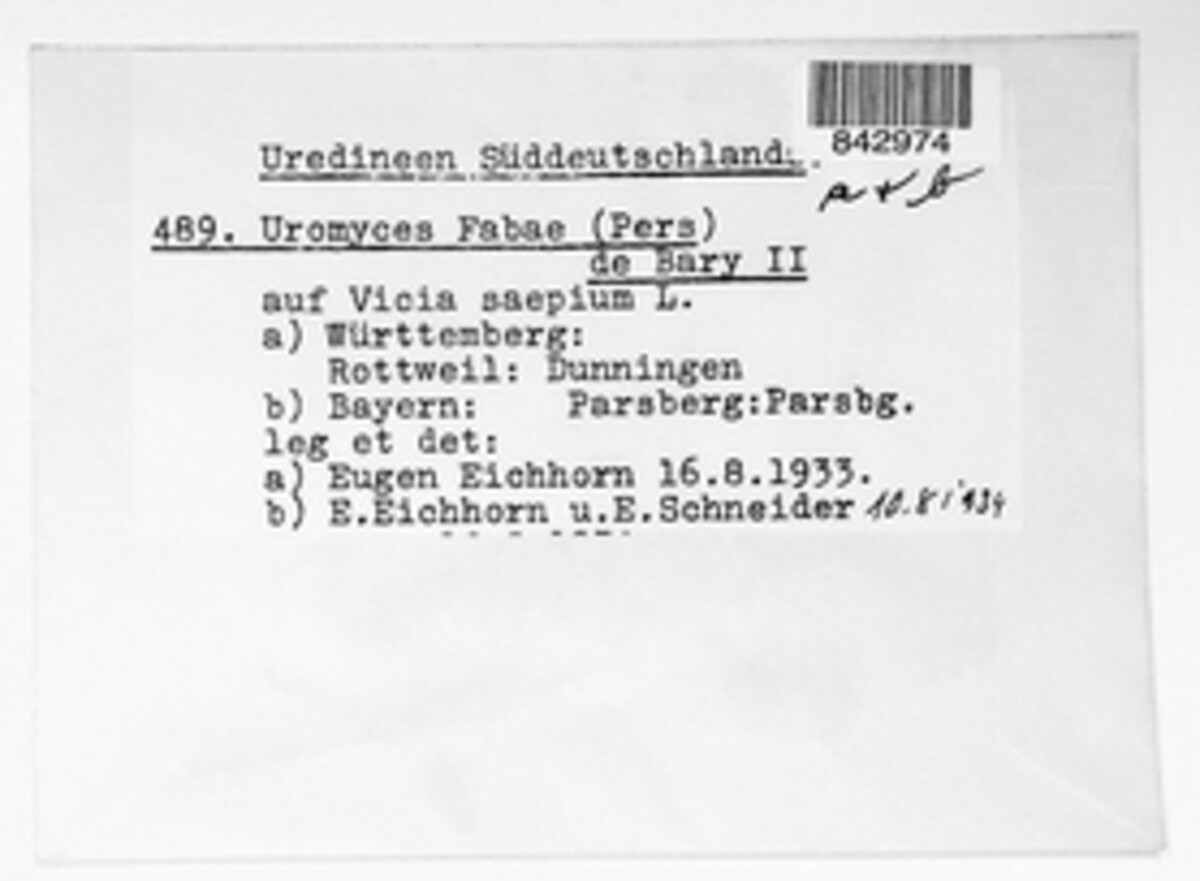 842974
Uredineen Süddeutschlands.
a + b
489. Uromyces Fabae (Pers)
de Bary II
auf Vicia saepium L.
a) Württemberg:
Rottweil: Dunningen
b) Bayern: Parsberg:Parsbg.
leg et det:
a) Eugen Eichhorn 16.8.1933.
b) E.Eichhorn u.E.Schneider 10.8.1934